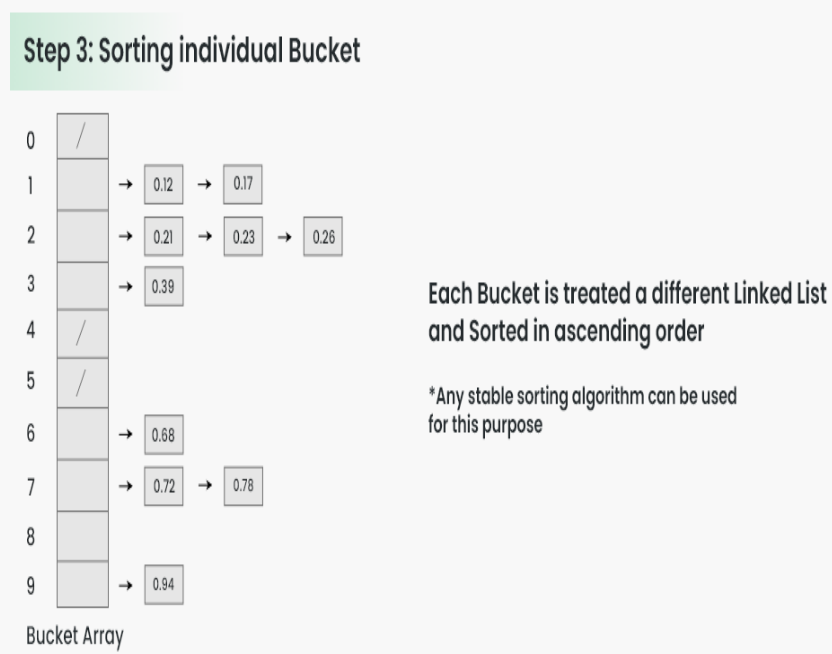 Step 3: Sorting individual Bucket
0 /
1 → 0.12 → 0.17
2 → 0.21 → 0.23 → 0.26
3 → 0.39
4 /
5 /
6 → 0.68
7 → 0.72 → 0.78
8
9 → 0.94
Bucket Array
Each Bucket is treated a different Linked List
and Sorted in ascending order
*Any stable sorting algorithm can be used
for this purpose